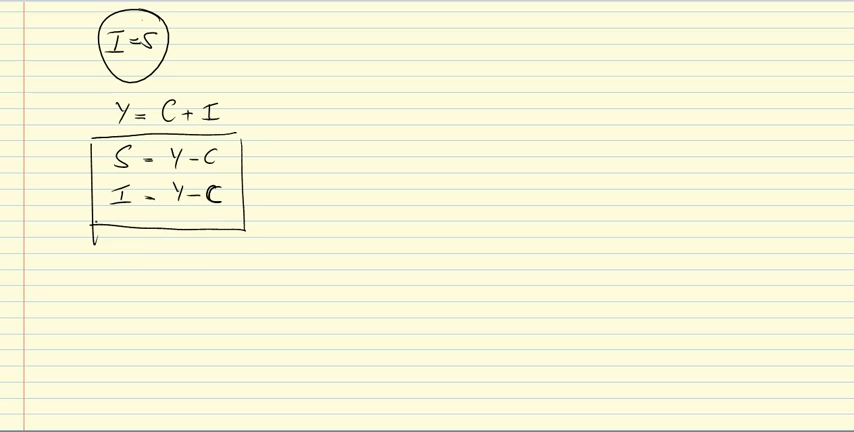 I=S
Y = C + I
S = Y - C
I = Y - C